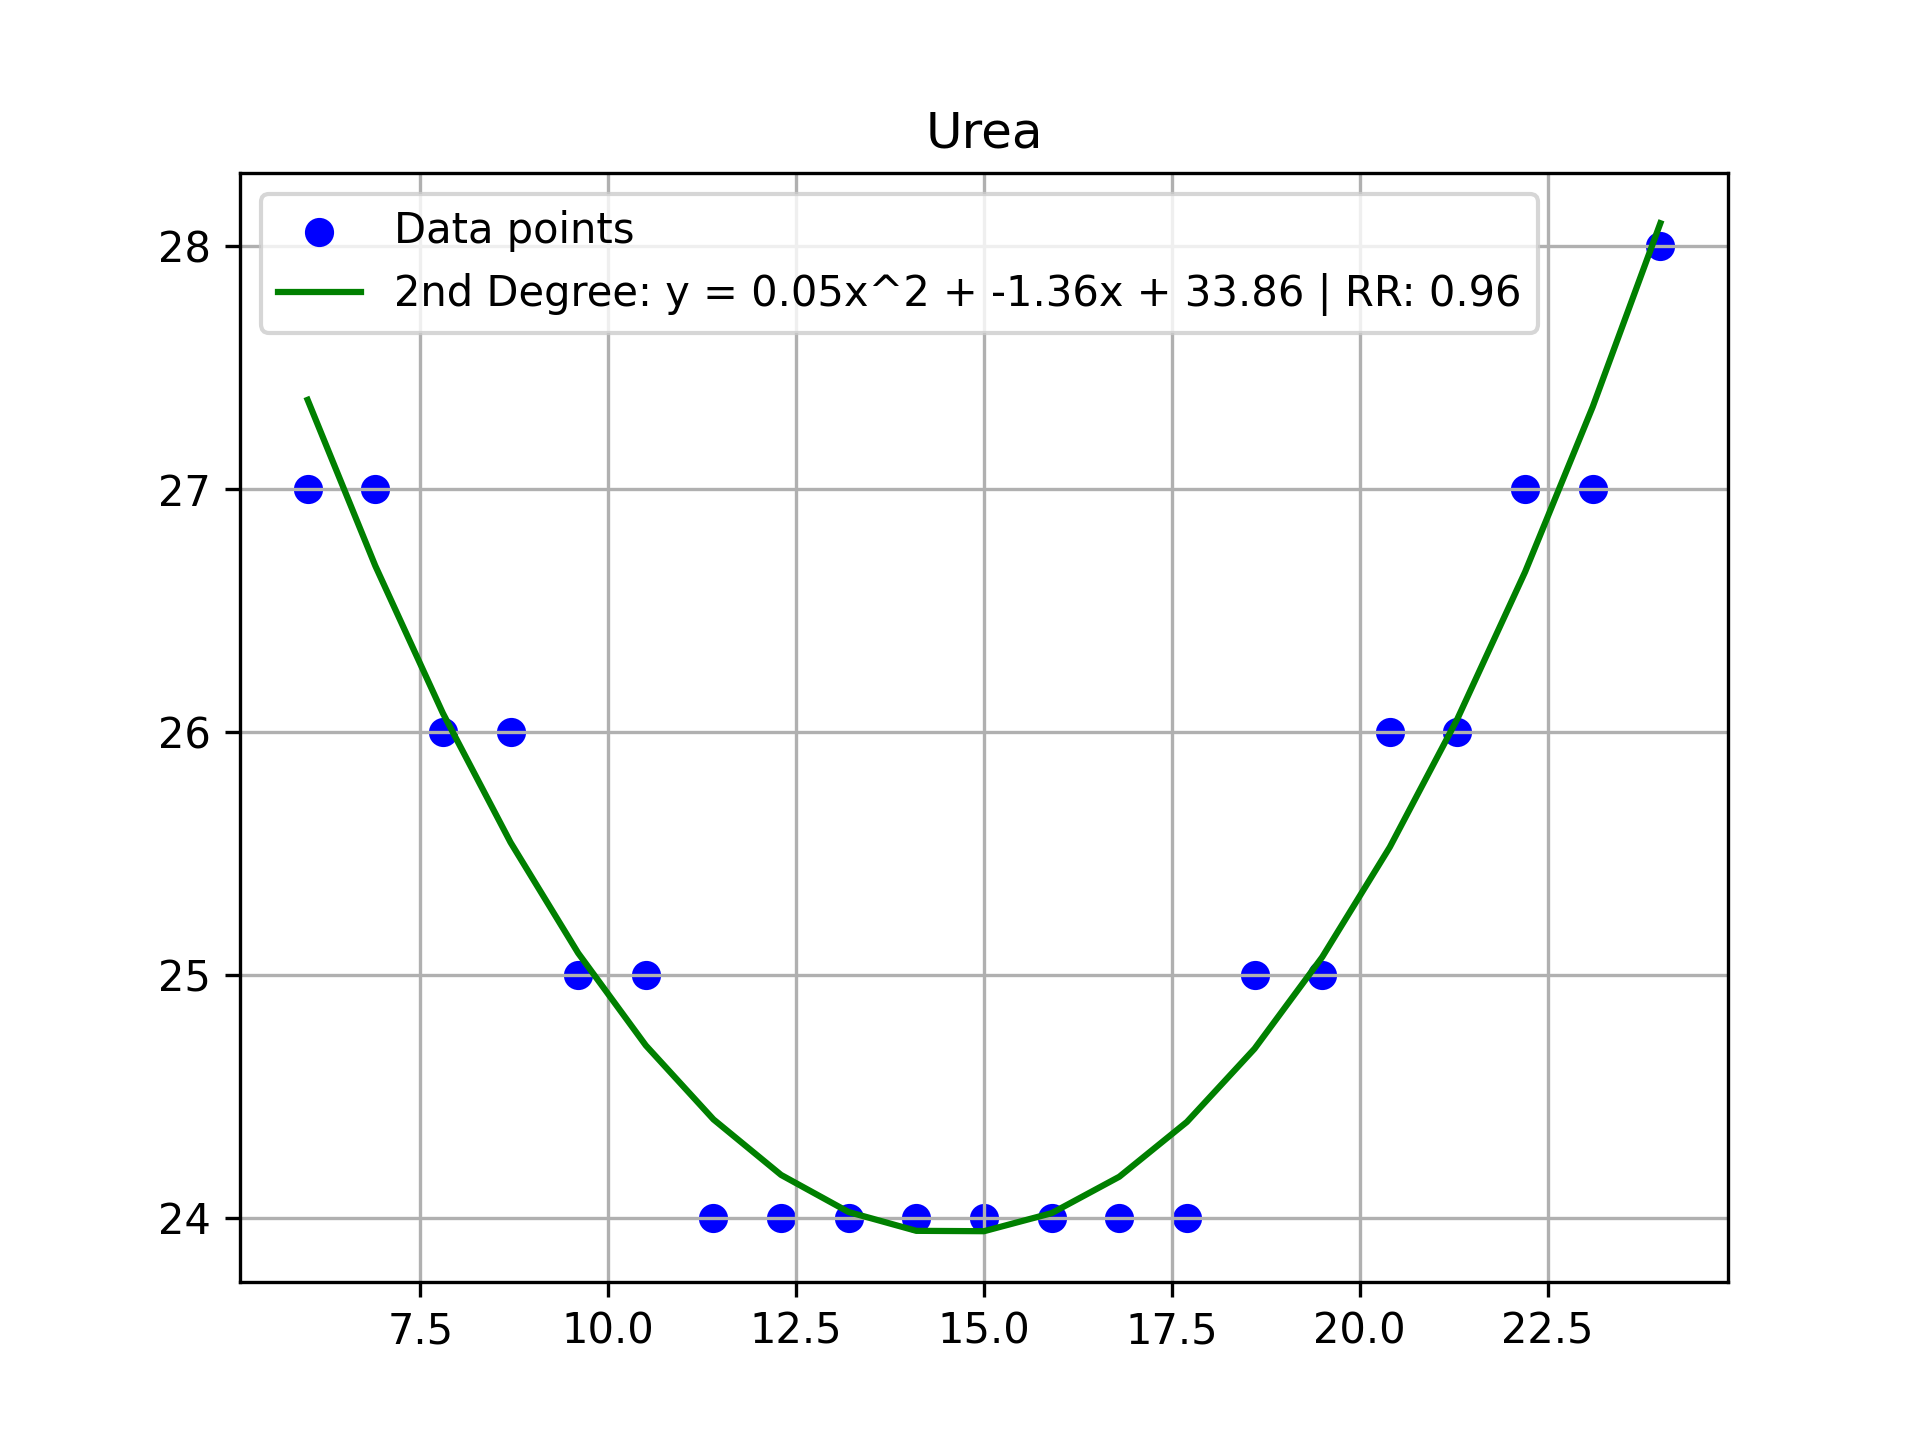 Urea
Data points
2nd Degree: y = 0.05x^2 + -1.36x + 33.86 | RR: 0.96
28
27
26
25
24
7.5 10.0 12.5 15.0 17.5 20.0 22.5